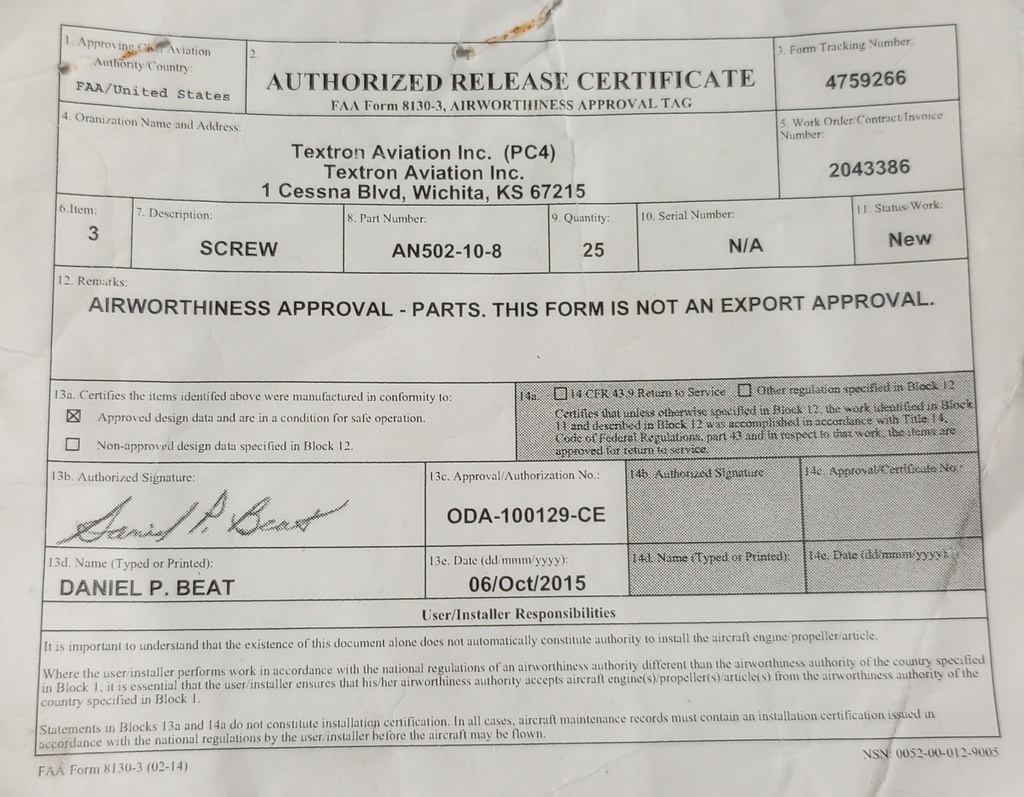 1. Approving Civil Aviation
Authority/Country:
FAA/United States
2.
AUTHORIZED RELEASE CERTIFICATE
FAA Form 8130-3, AIRWORTHINESS APPROVAL TAG
3. Form Tracking Number
4759266
4. Oranization Name and Address:
Textron Aviation Inc. (PC4)
Textron Aviation Inc.
1 Cessna Blvd, Wichita, KS 67215
5. Work Order/Contract/Invoice
Number:
2043386
6.Item:
3
7. Description:
SCREW
8. Part Number:
AN502-10-8
9. Quantity:
25
10. Serial Number:
N/A
11. Status/Work:
New
12. Remarks:
AIRWORTHINESS APPROVAL - PARTS. THIS FORM IS NOT AN EXPORT APPROVAL.
13a. Certifies the items identifed above were manufactured in conformity to:
Approved design data and are in a condition for safe operation.
Non-approved design data specified in Block 12.
14a. 14 CFR 43.9 Return to Service Other regulation specified in Block 12
Certifies that unless otherwise specified in Block 12, the work identified in Block
11 and described in Block 12 was accomplished in accordance with Title 14,
Code of Federal Regulations, part 43 and in respect to that work, the items are
approved for return to service.
13b. Authorized Signature:
Daniel P. Beat
13c. Approval/Authorization No.:
ODA-100129-CE
14b. Authorized Signature
14c. Approval/Certificate No.:
13d. Name (Typed or Printed):
DANIEL P. BEAT
13e. Date (dd/mmm/yyyy):
06/Oct/2015
14d. Name (Typed or Printed):
14e. Date (dd/mmm/yyyy):
User/Installer Responsibilities
It is important to understand that the existence of this document alone does not automatically constitute authority to install the aircraft engine/propeller/article.
Where the user/installer performs work in accordance with the national regulations of an airworthiness authority different than the airworthiness authority of the country specified
in Block 1, it is essential that the user/installer ensures that his/her airworthiness authority accepts aircraft engine(s)/propeller(s)/article(s) from the airworthiness authority of the
country specified in Block 1.
Statements in Blocks 13a and 14a do not constitute installation certification. In all cases, aircraft maintenance records must contain an installation certification issued in
accordance with the national regulations by the user/installer before the aircraft may be flown.
FAA Form 8130-3 (02-14)
NSN: 0052-00-012-9005